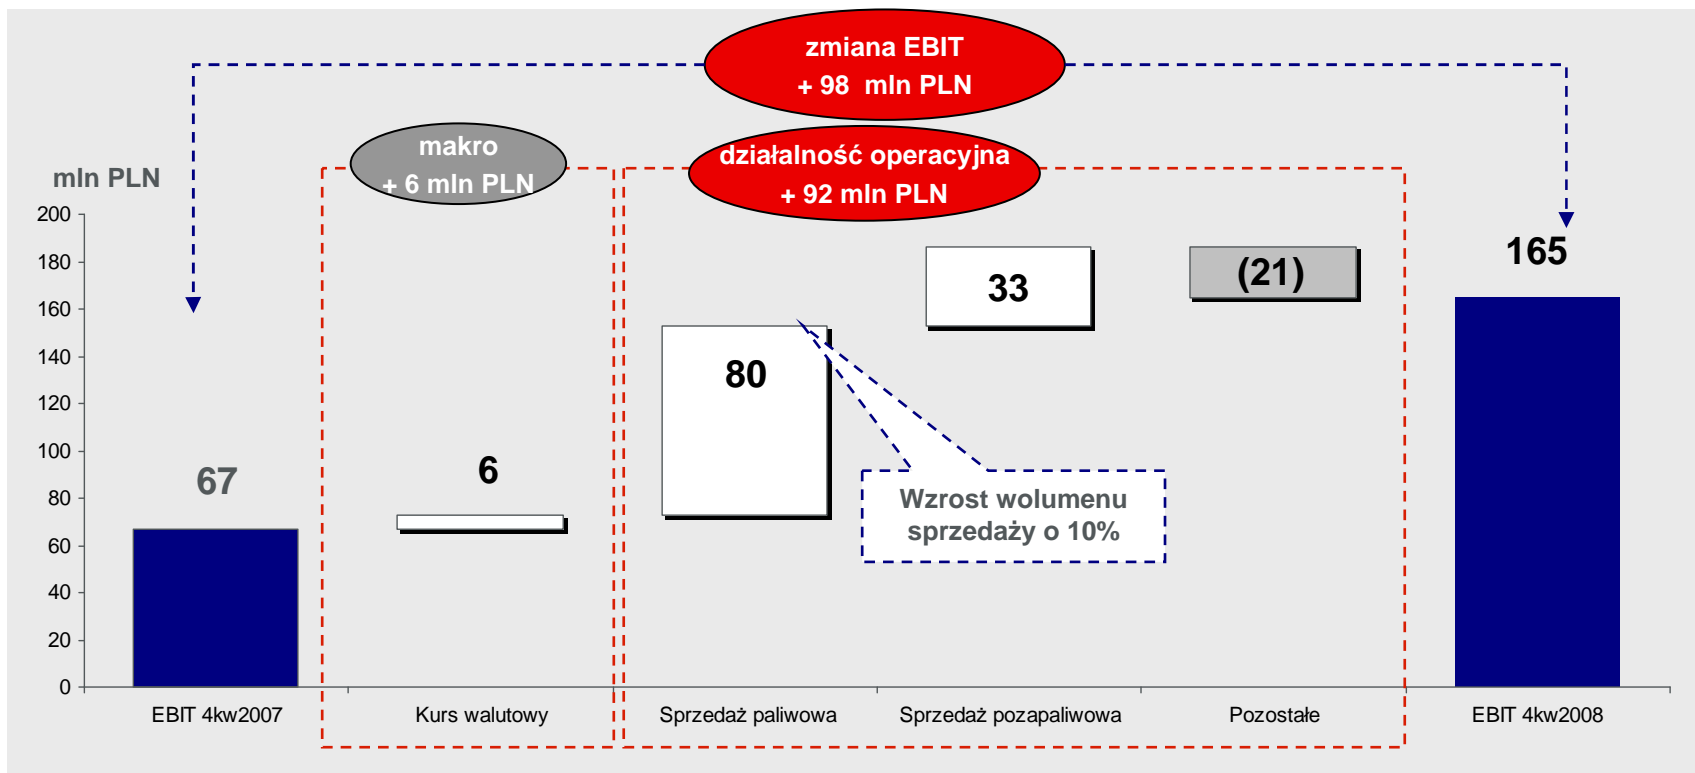 zmiana EBIT
+ 98 mln PLN
makro
+ 6 mln PLN
działalność operacyjna
+ 92 mln PLN
mln PLN
200
180
160
140
120
100
80
60
40
20
0
67
6
80
33
(21)
165
Wzrost wolumenu
sprzedaży o 10%
EBIT 4kw2007
Kurs walutowy
Sprzedaż paliwowa
Sprzedaż pozapaliwowa
Pozostałe
EBIT 4kw2008